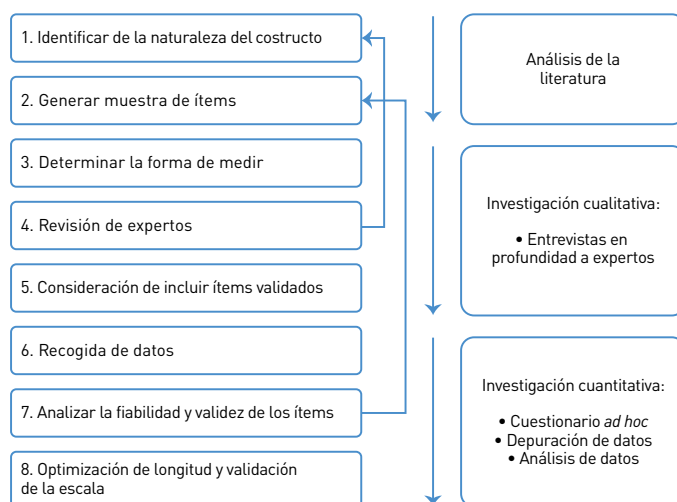 1. Identificar de la naturaleza del costructo
2. Generar muestra de ítems
3. Determinar la forma de medir
4. Revisión de expertos
5. Consideración de incluir ítems validados
6. Recogida de datos
7. Analizar la fiabilidad y validez de los ítems
8. Optimización de longitud y validación
de la escala
Análisis de la
literatura
Investigación cualitativa:
• Entrevistas en
profundidad a expertos
Investigación cuantitativa:
• Cuestionario ad hoc
• Depuración de datos
• Análisis de datos